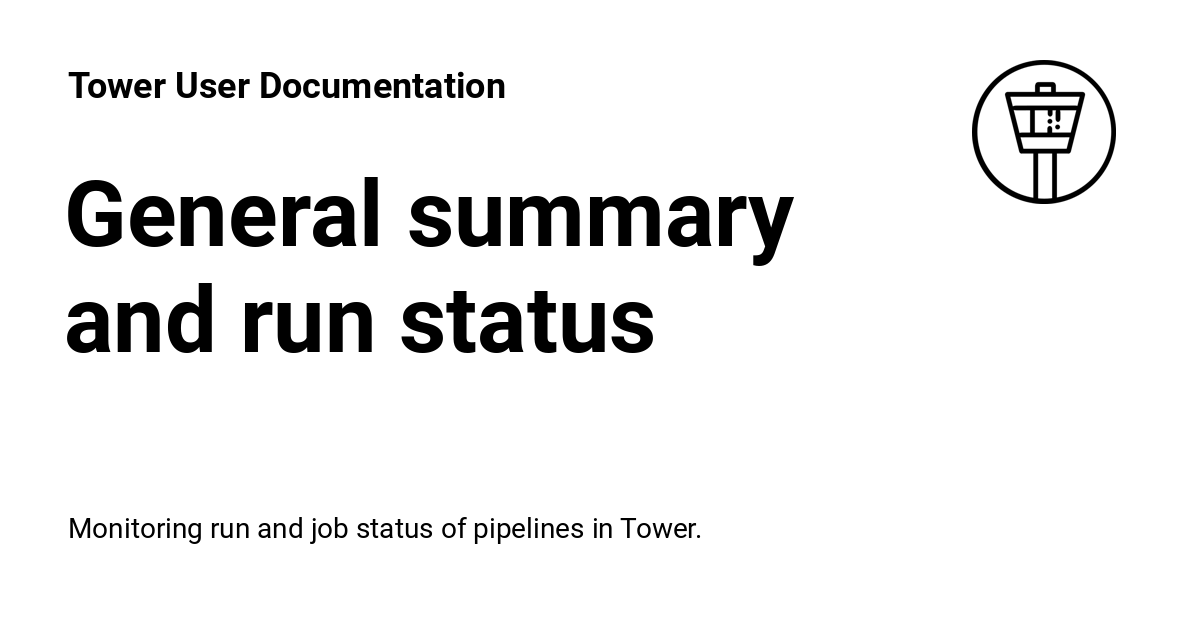 Tower User Documentation
General summary
and run status
Monitoring run and job status of pipelines in Tower.